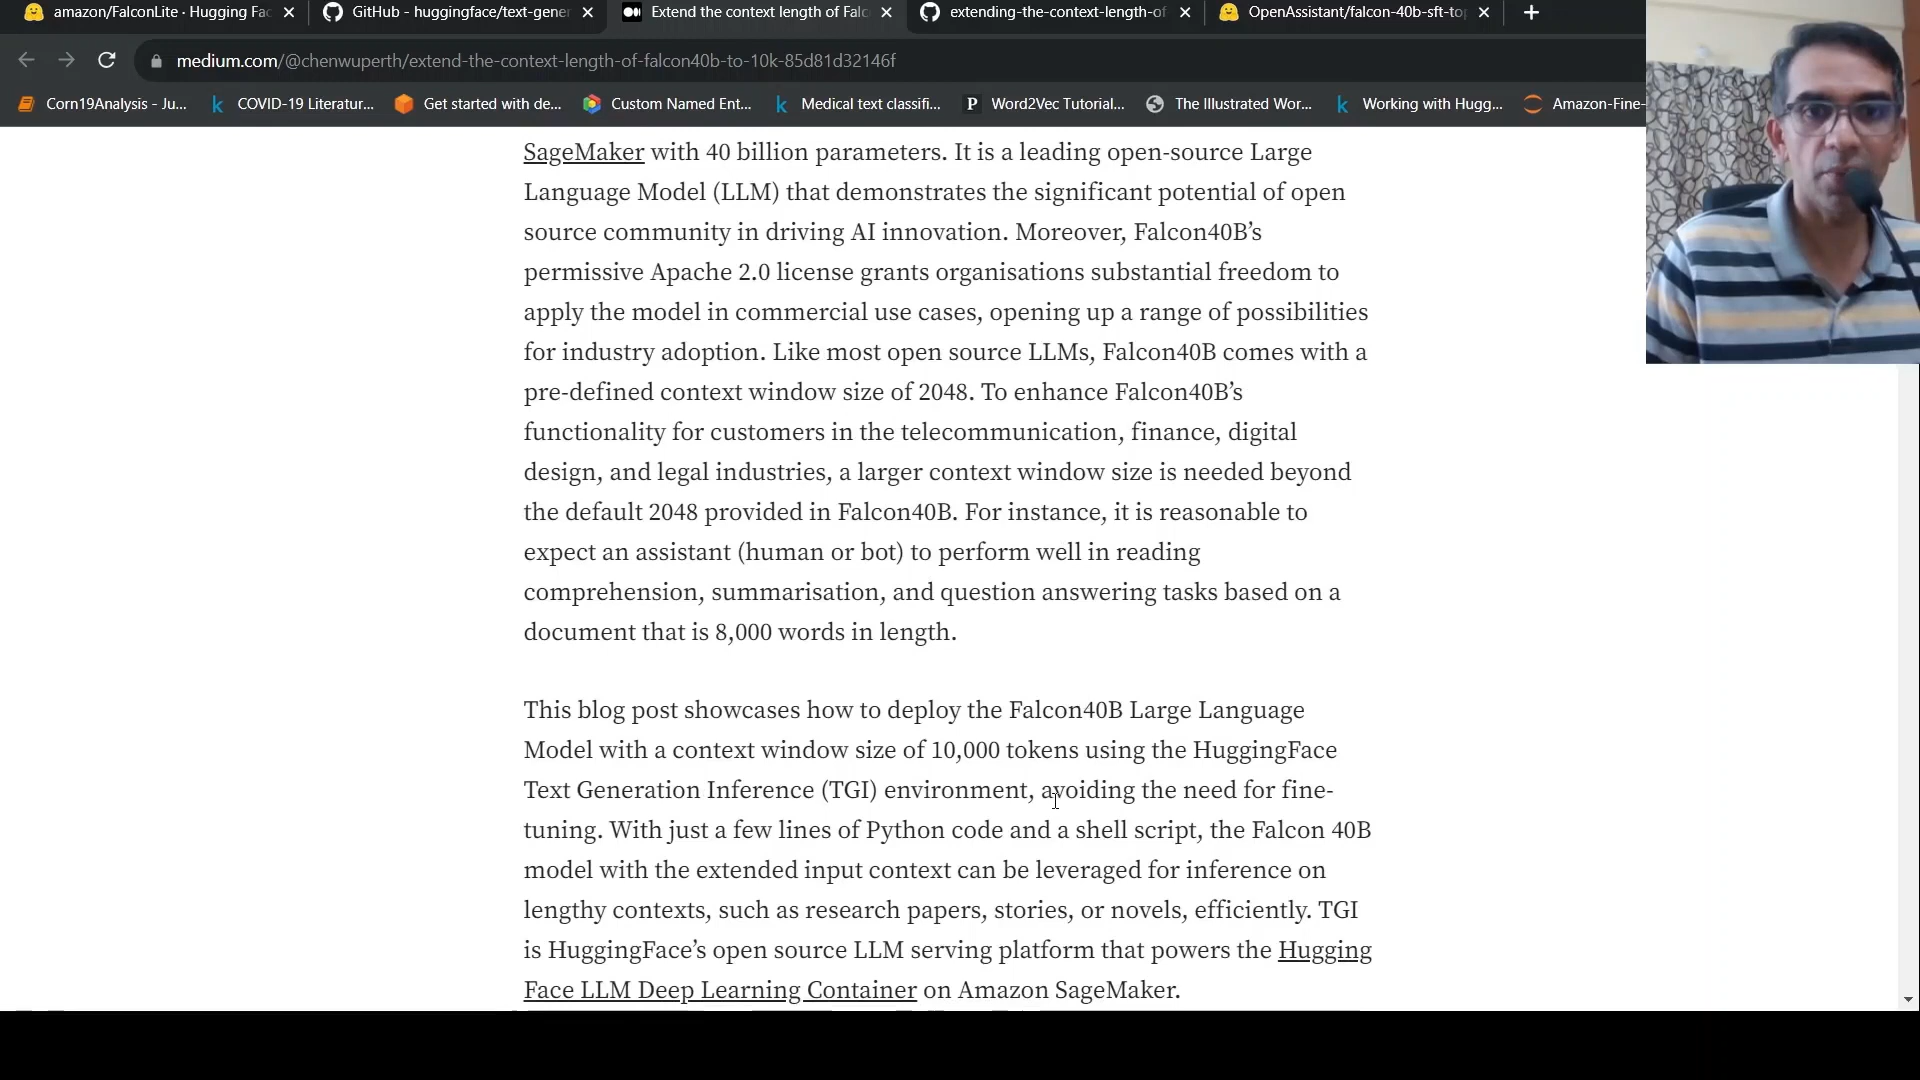 amazon/FalconLite · Hugging Fac
GitHub - huggingface/text-gener
Extend the context length of Falc
extending-the-context-length-of
OpenAssistant/falcon-40b-sft-top
medium.com/@chenwuperth/extend-the-context-length-of-falcon40b-to-10k-85d81d32146f
Corn19Analysis - Ju...
COVID-19 Literatur...
Get started with de...
Custom Named Ent...
Medical text classifi...
Word2Vec Tutorial...
The Illustrated Wor...
Working with Hugg...
Amazon-Fine-
SageMaker with 40 billion parameters. It is a leading open-source Large
Language Model (LLM) that demonstrates the significant potential of open
source community in driving AI innovation. Moreover, Falcon40B’s
permissive Apache 2.0 license grants organisations substantial freedom to
apply the model in commercial use cases, opening up a range of possibilities
for industry adoption. Like most open source LLMs, Falcon40B comes with a
pre-defined context window size of 2048. To enhance Falcon40B’s
functionality for customers in the telecommunication, finance, digital
design, and legal industries, a larger context window size is needed beyond
the default 2048 provided in Falcon40B. For instance, it is reasonable to
expect an assistant (human or bot) to perform well in reading
comprehension, summarisation, and question answering tasks based on a
document that is 8,000 words in length.
This blog post showcases how to deploy the Falcon40B Large Language
Model with a context window size of 10,000 tokens using the HuggingFace
Text Generation Inference (TGI) environment, avoiding the need for fine-
tuning. With just a few lines of Python code and a shell script, the Falcon 40B
model with the extended input context can be leveraged for inference on
lengthy contexts, such as research papers, stories, or novels, efficiently. TGI
is HuggingFace’s open source LLM serving platform that powers the Hugging
Face LLM Deep Learning Container on Amazon SageMaker.